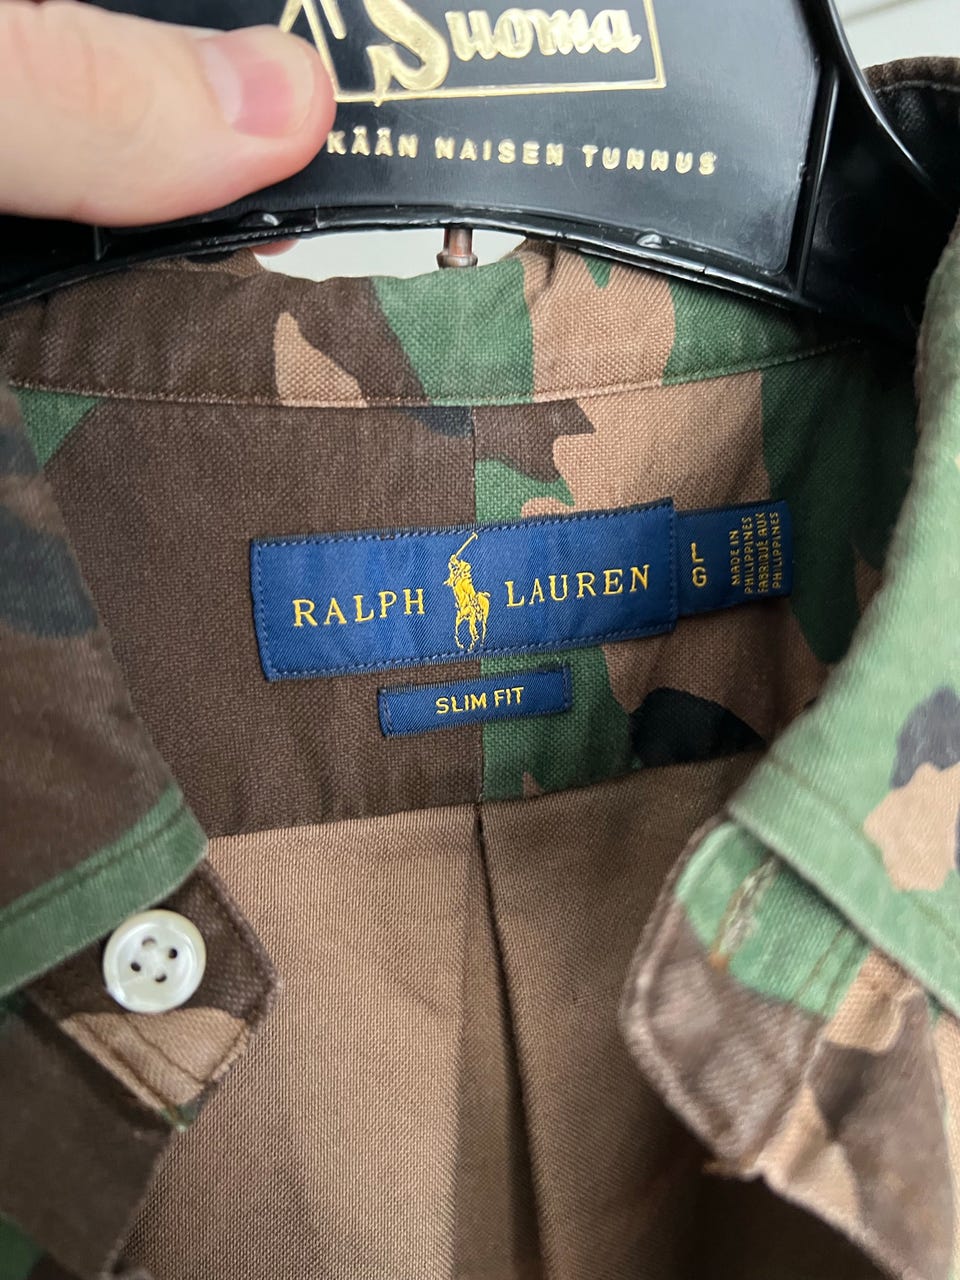 Suoma
KÄÄN NAISEN TUNNUS
RALPH LAUREN
L
G
MADE IN
PHILIPPINES
FABRIQUÉ AUX
PHILIPPINES
SLIM FIT